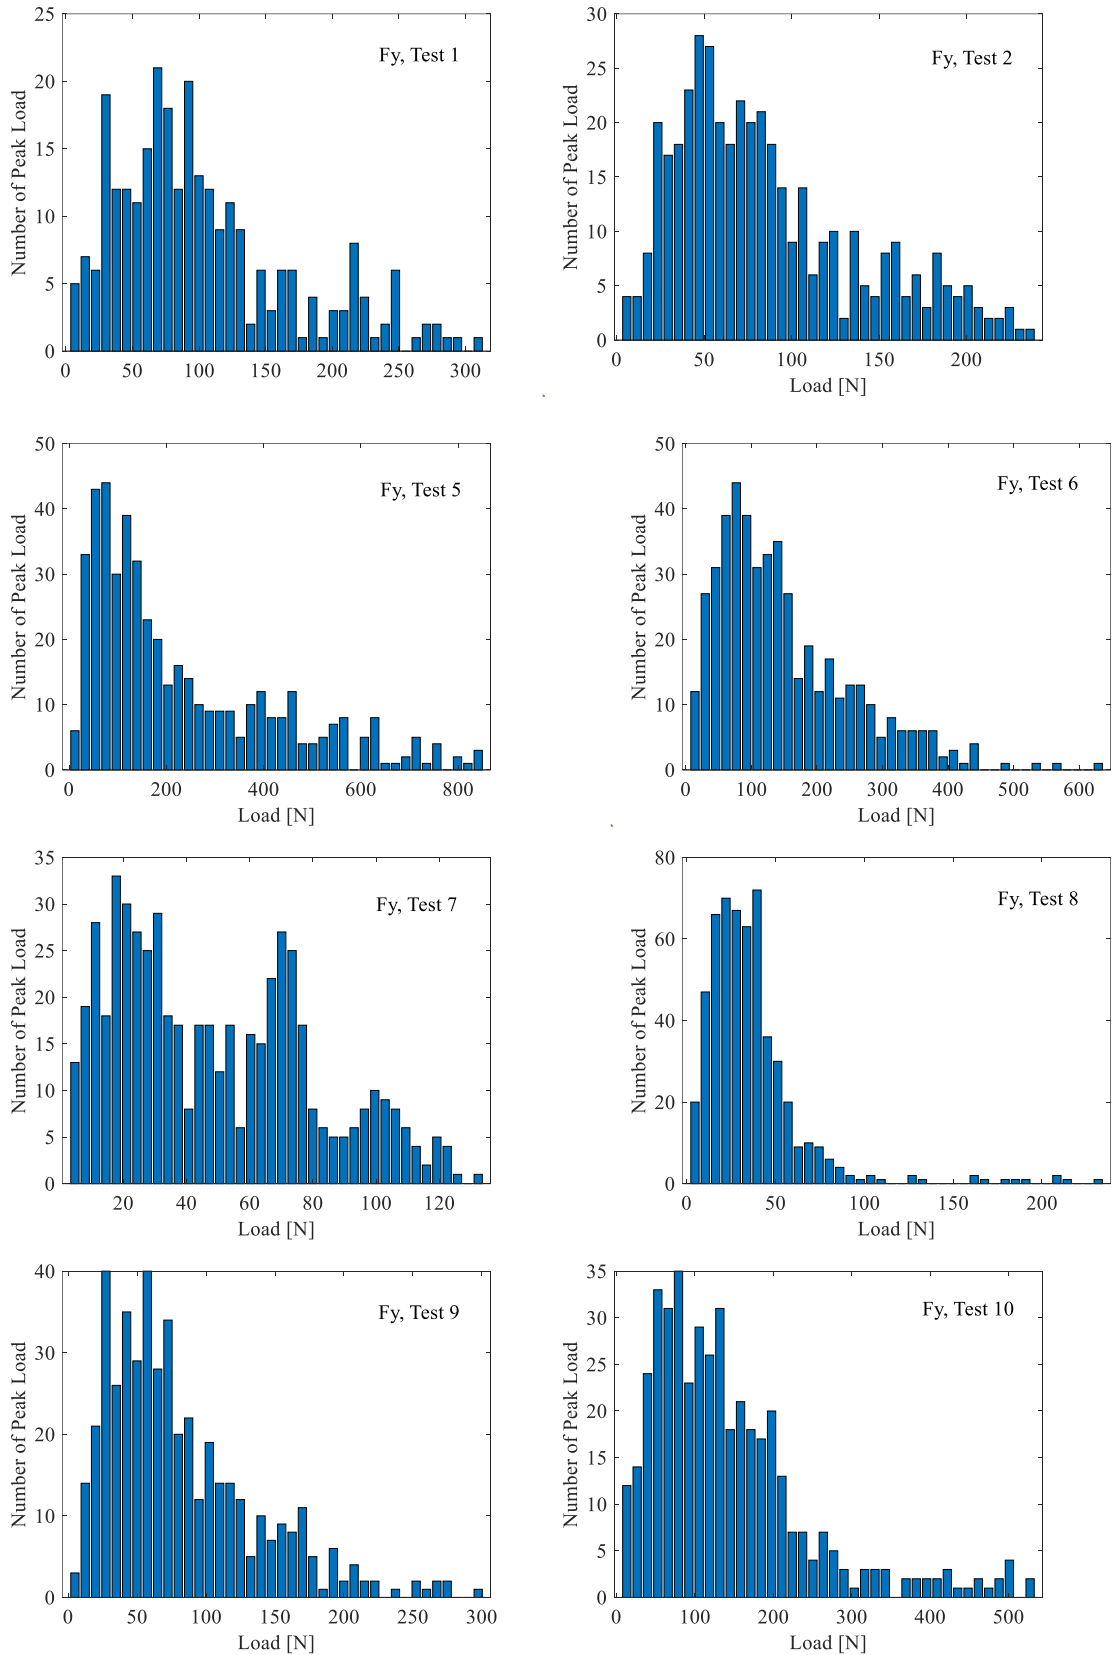 25
20
15
10
5
0
Number of Peak Load
Fy, Test 1
0 50 100 150 200 250 300
30
25
20
15
10
5
0
Number of Peak Load
Fy, Test 2
0 50 100 150 200
Load [N]
50
40
30
20
10
0
Number of Peak Load
Fy, Test 5
0 200 400 600 800
Load [N]
50
40
30
20
10
0
Number of Peak Load
Fy, Test 6
0 100 200 300 400 500 600
Load [N]
35
30
25
20
15
10
5
0
Number of Peak Load
Fy, Test 7
20 40 60 80 100 120
Load [N]
80
60
40
20
0
Number of Peak Load
Fy, Test 8
0 50 100 150 200
Load [N]
40
30
20
10
0
Number of Peak Load
Fy, Test 9
0 50 100 150 200 250 300
Load [N]
35
30
25
20
15
10
5
0
Number of Peak Load
Fy, Test 10
0 100 200 300 400 500
Load [N]